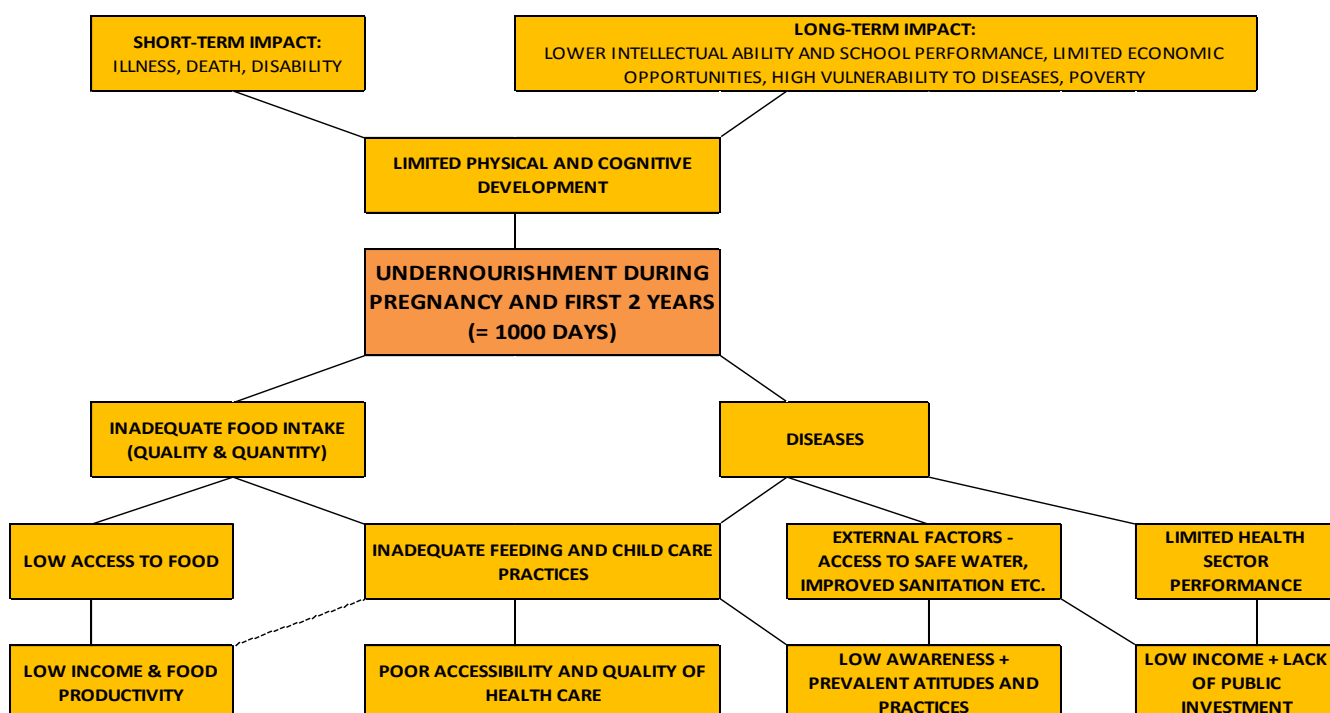 SHORT-TERM IMPACT:
ILLNESS, DEATH, DISABILITY
LONG-TERM IMPACT:
LOWER INTELLECTUAL ABILITY AND SCHOOL PERFORMANCE, LIMITED ECONOMIC
OPPORTUNITIES, HIGH VULNERABILITY TO DISEASES, POVERTY
LIMITED PHYSICAL AND COGNITIVE
DEVELOPMENT
UNDERNOURISHMENT DURING
PREGNANCY AND FIRST 2 YEARS
(= 1000 DAYS)
INADEQUATE FOOD INTAKE
(QUALITY & QUANTITY)
DISEASES
LOW ACCESS TO FOOD
INADEQUATE FEEDING AND CHILD CARE
PRACTICES
EXTERNAL FACTORS -
ACCESS TO SAFE WATER,
IMPROVED SANITATION ETC.
LIMITED HEALTH
SECTOR
PERFORMANCE
LOW INCOME & FOOD
PRODUCTIVITY
POOR ACCESSIBILITY AND QUALITY OF
HEALTH CARE
LOW AWARENESS +
PREVALENT ATITUDES AND
PRACTICES
LOW INCOME + LACK
OF PUBLIC
INVESTMENT